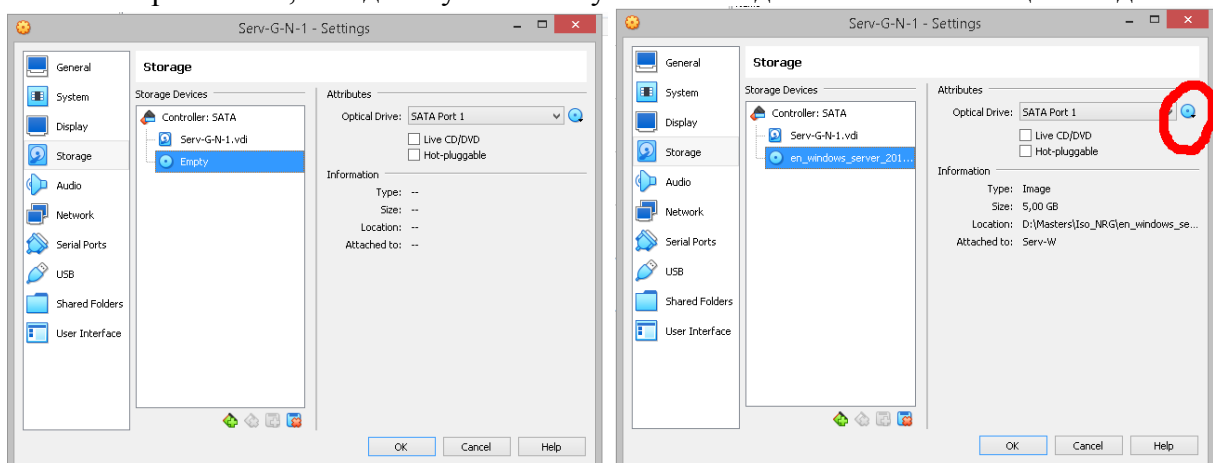 Serv-G-N-1 - Settings
General
System
Display
Storage
Audio
Network
Serial Ports
USB
Shared Folders
User Interface
Storage
Storage Devices
Controller: SATA
Serv-G-N-1.vdi
Empty
Attributes
Optical Drive: SATA Port 1
Live CD/DVD
Hot-pluggable
Information
Type: --
Size: --
Location: --
Attached to: --
OK Cancel Help
Serv-G-N-1 - Settings
General
System
Display
Storage
Audio
Network
Serial Ports
USB
Shared Folders
User Interface
Storage
Storage Devices
Controller: SATA
Serv-G-N-1.vdi
en_windows_server_201...
Attributes
Optical Drive: SATA Port 1
Live CD/DVD
Hot-pluggable
Information
Type: Image
Size: 5,00 GB
Location: D:\Masters\Iso_NRG\en_windows_se...
Attached to: Serv-W
OK Cancel Help